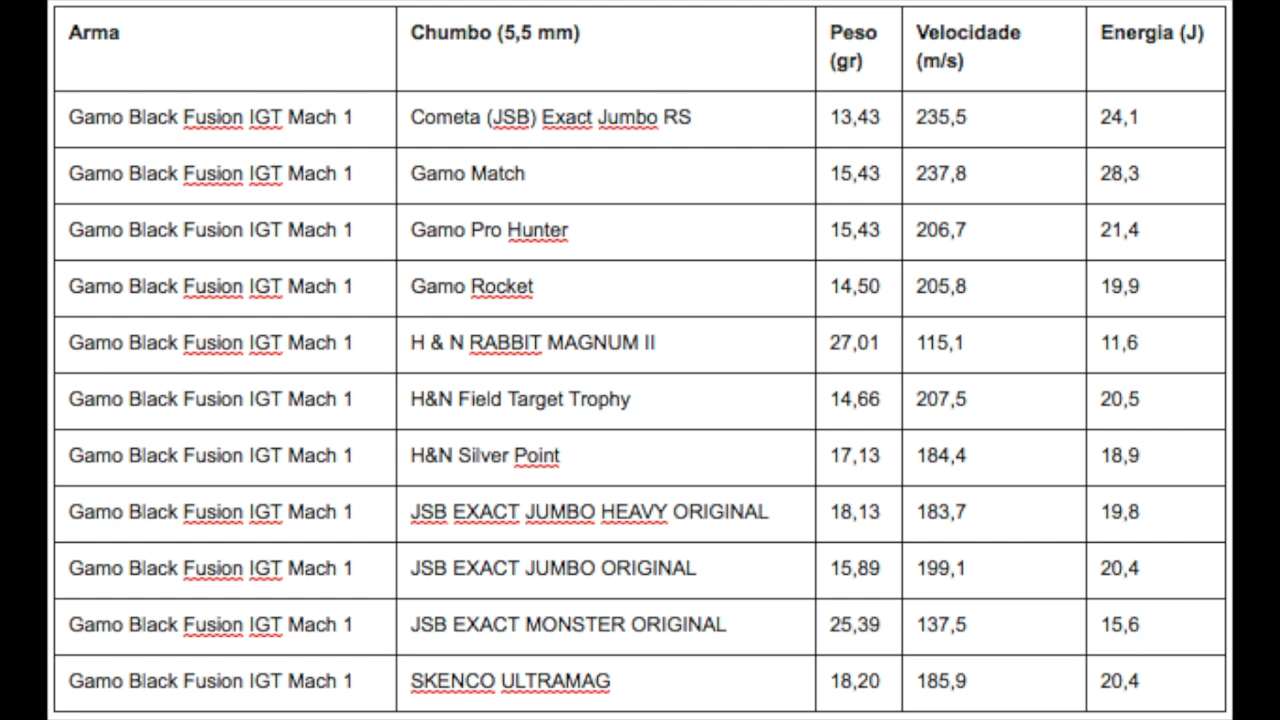 Arma Chumbo (5,5 mm) Peso (gr) Velocidade (m/s) Energia (J)
Gamo Black Fusion IGT Mach 1 Cometa (JSB) Exact Jumbo RS 13,43 235,5 24,1
Gamo Black Fusion IGT Mach 1 Gamo Match 15,43 237,8 28,3
Gamo Black Fusion IGT Mach 1 Gamo Pro Hunter 15,43 206,7 21,4
Gamo Black Fusion IGT Mach 1 Gamo Rocket 14,50 205,8 19,9
Gamo Black Fusion IGT Mach 1 H & N RABBIT MAGNUM II 27,01 115,1 11,6
Gamo Black Fusion IGT Mach 1 H&N Field Target Trophy 14,66 207,5 20,5
Gamo Black Fusion IGT Mach 1 H&N Silver Point 17,13 184,4 18,9
Gamo Black Fusion IGT Mach 1 JSB EXACT JUMBO HEAVY ORIGINAL 18,13 183,7 19,8
Gamo Black Fusion IGT Mach 1 JSB EXACT JUMBO ORIGINAL 15,89 199,1 20,4
Gamo Black Fusion IGT Mach 1 JSB EXACT MONSTER ORIGINAL 25,39 137,5 15,6
Gamo Black Fusion IGT Mach 1 SKENCO ULTRAMAG 18,20 185,9 20,4